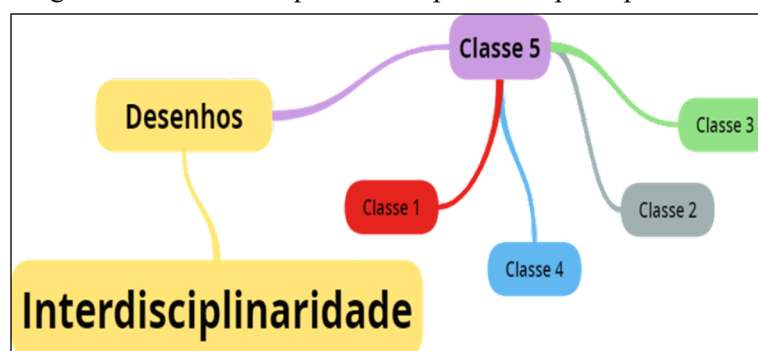 Classe 5
Desenhos
Classe 3
Classe 1
Classe 2
Classe 4
Interdisciplinaridade